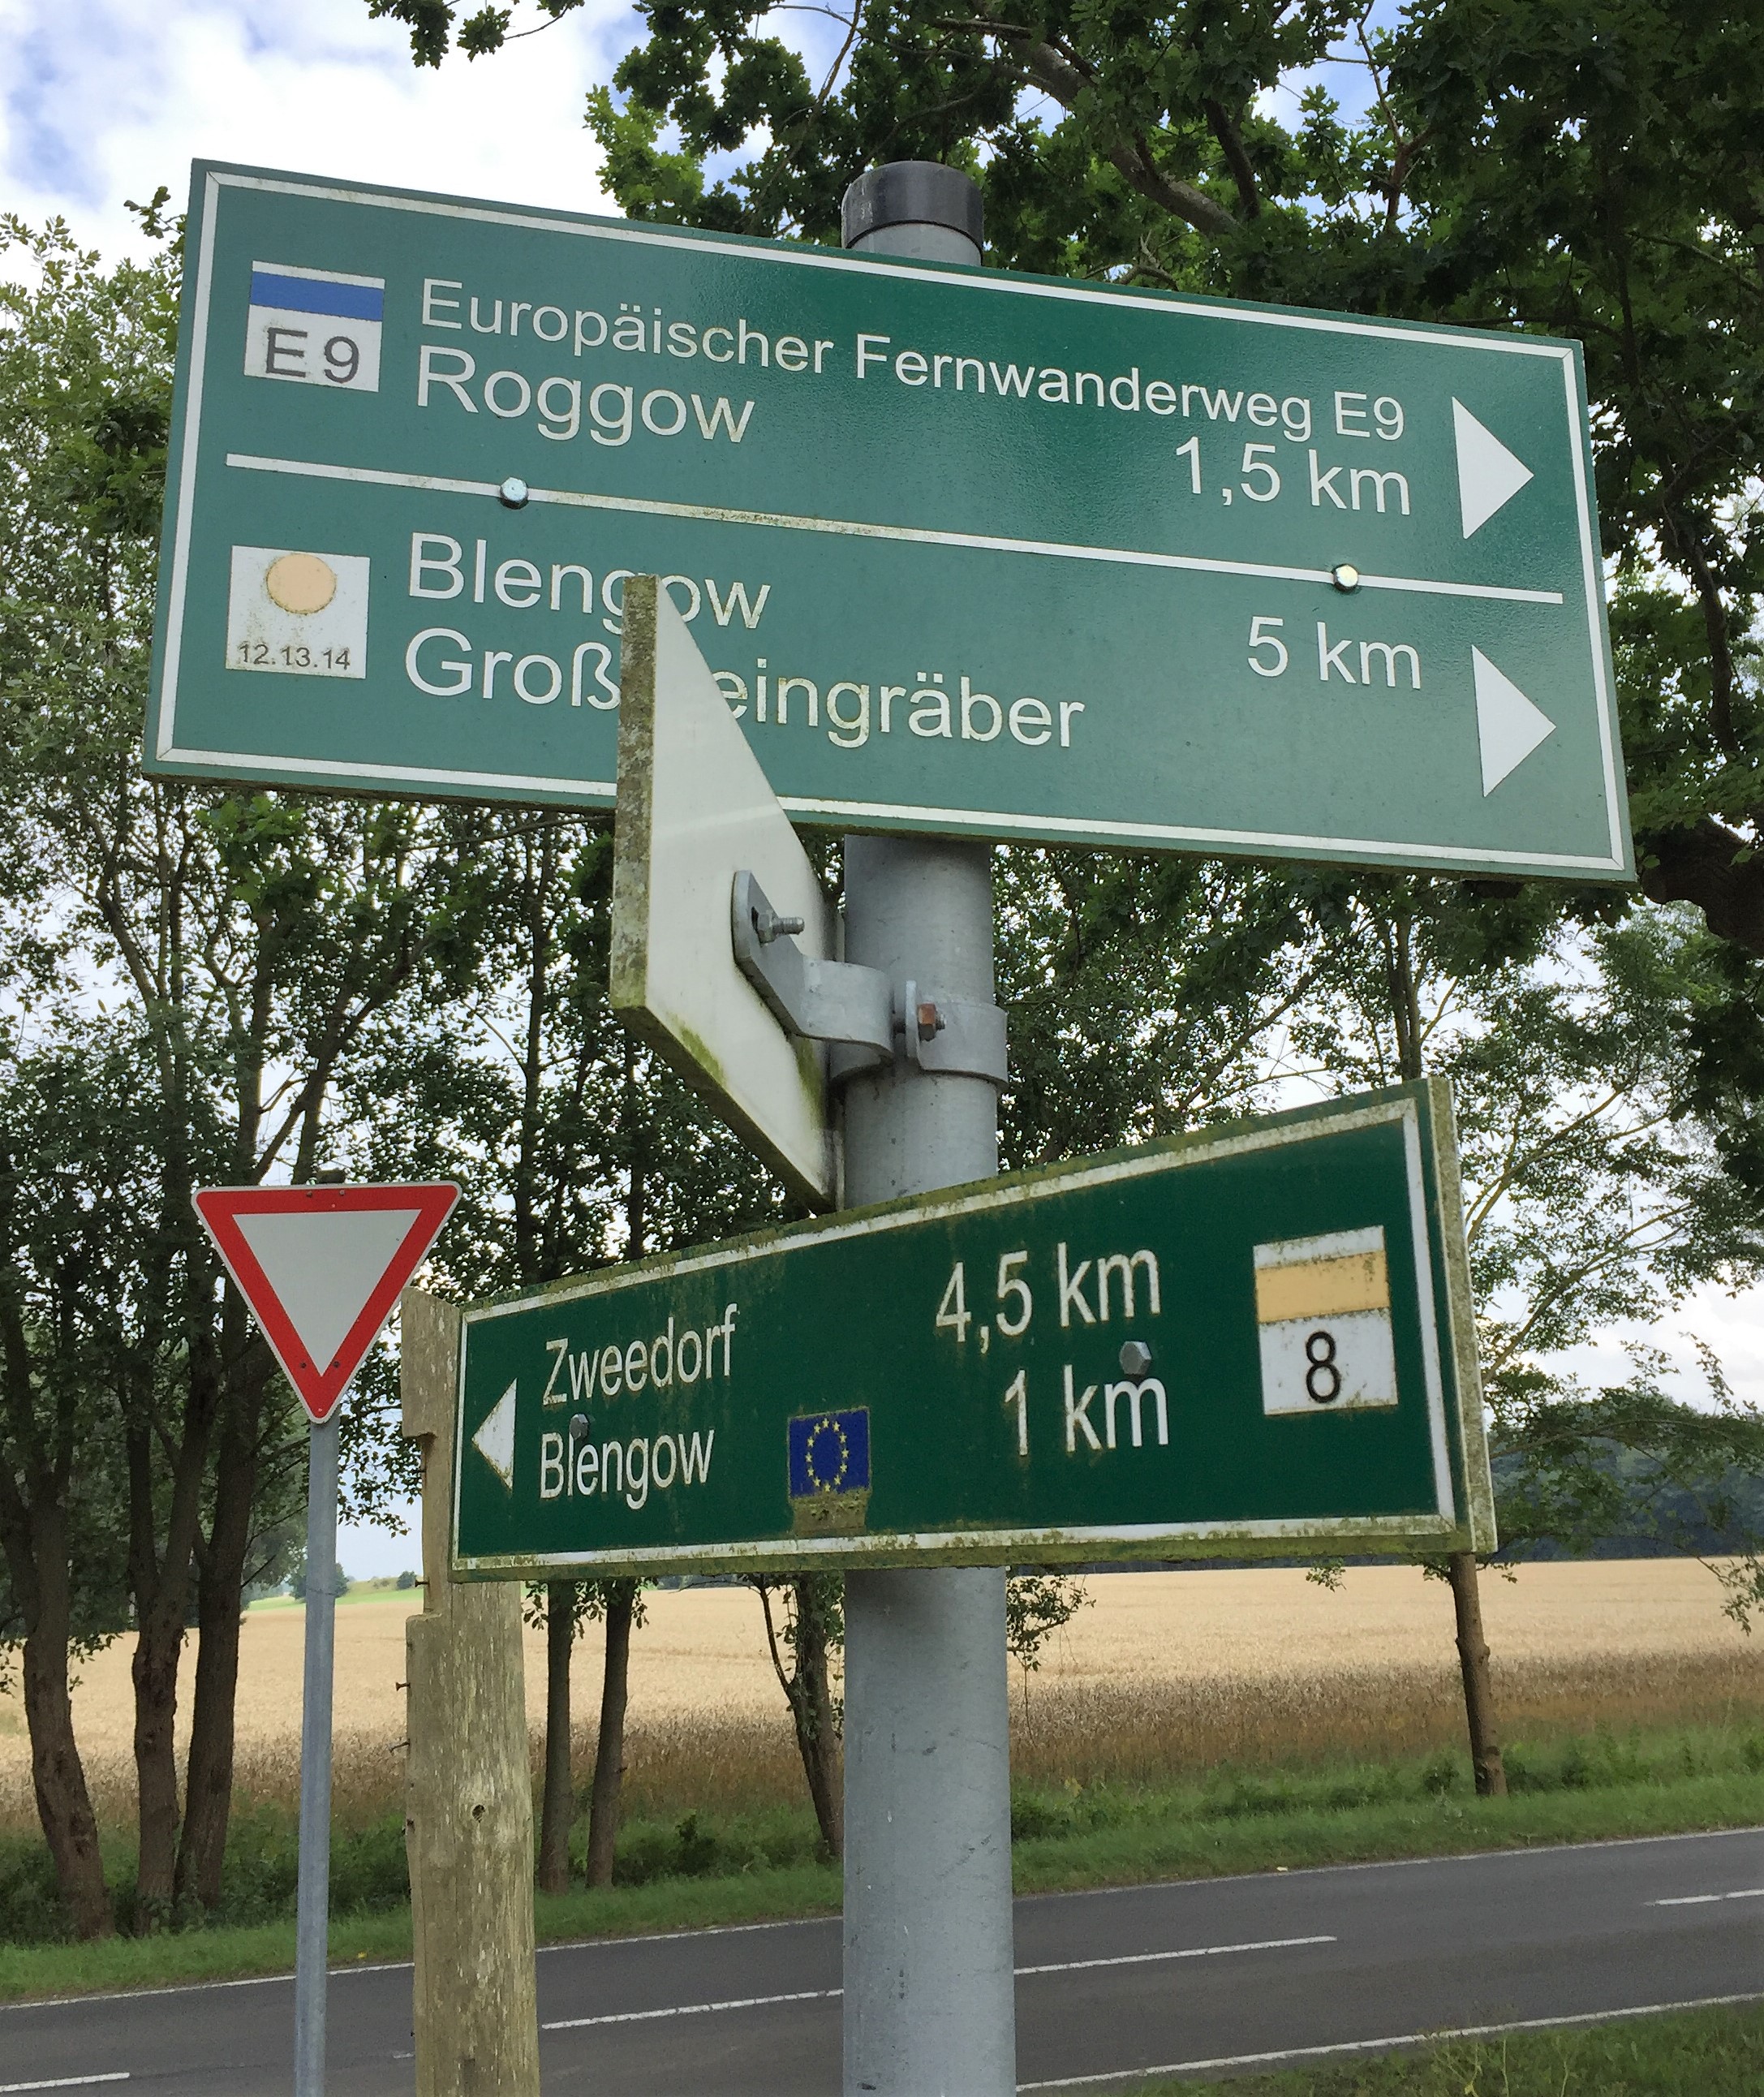 Europäischer Fernwanderweg E9
E9
Roggow 1,5 km
Blengow 5 km
12.13.14
Zweedorf 4,5 km
Blengow 1 km
8